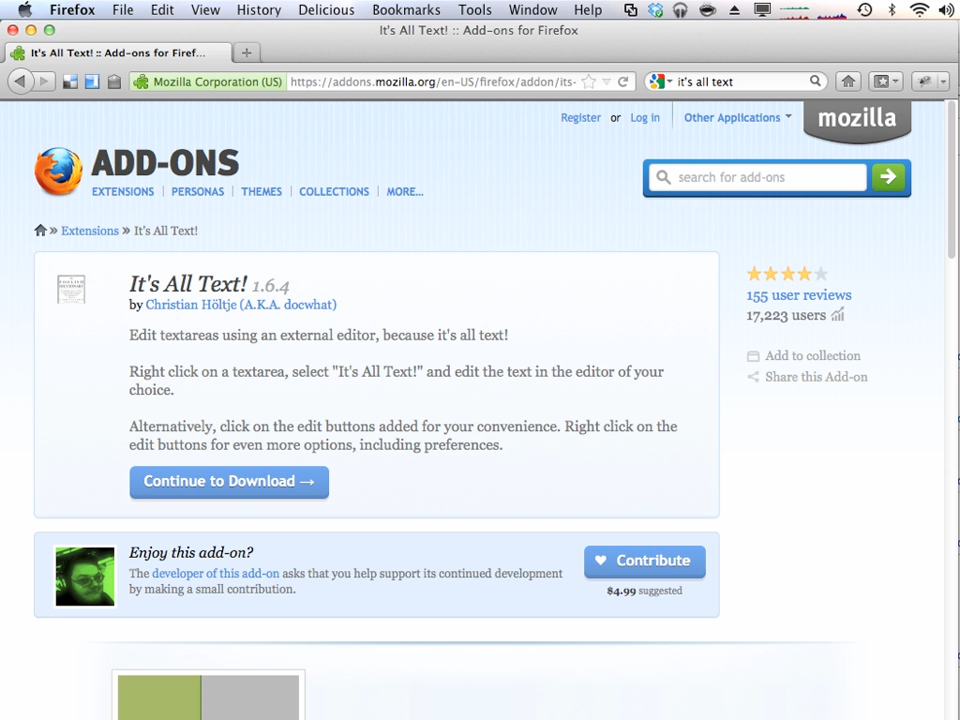 Firefox File Edit View History Delicious Bookmarks Tools Window Help
It's All Text! :: Add-ons for Firefox
It's All Text! :: Add-ons for Firef...
Mozilla Corporation (US) https://addons.mozilla.org/en-US/firefox/addon/its- it's all text
Register or Log in Other Applications mozilla
ADD-ONS
EXTENSIONS | PERSONAS | THEMES | COLLECTIONS | MORE...
search for add-ons
» Extensions » It's All Text!
It's All Text! 1.6.4
by Christian Höltje (A.K.A. docwhat)
Edit textareas using an external editor, because it's all text!
Right click on a textarea, select "It's All Text!" and edit the text in the editor of your
choice.
Alternatively, click on the edit buttons added for your convenience. Right click on the
edit buttons for even more options, including preferences.
Continue to Download →
155 user reviews
17,223 users
Add to collection
Share this Add-on
Enjoy this add-on?
The developer of this add-on asks that you help support its continued development
by making a small contribution.
Contribute
$4.99 suggested